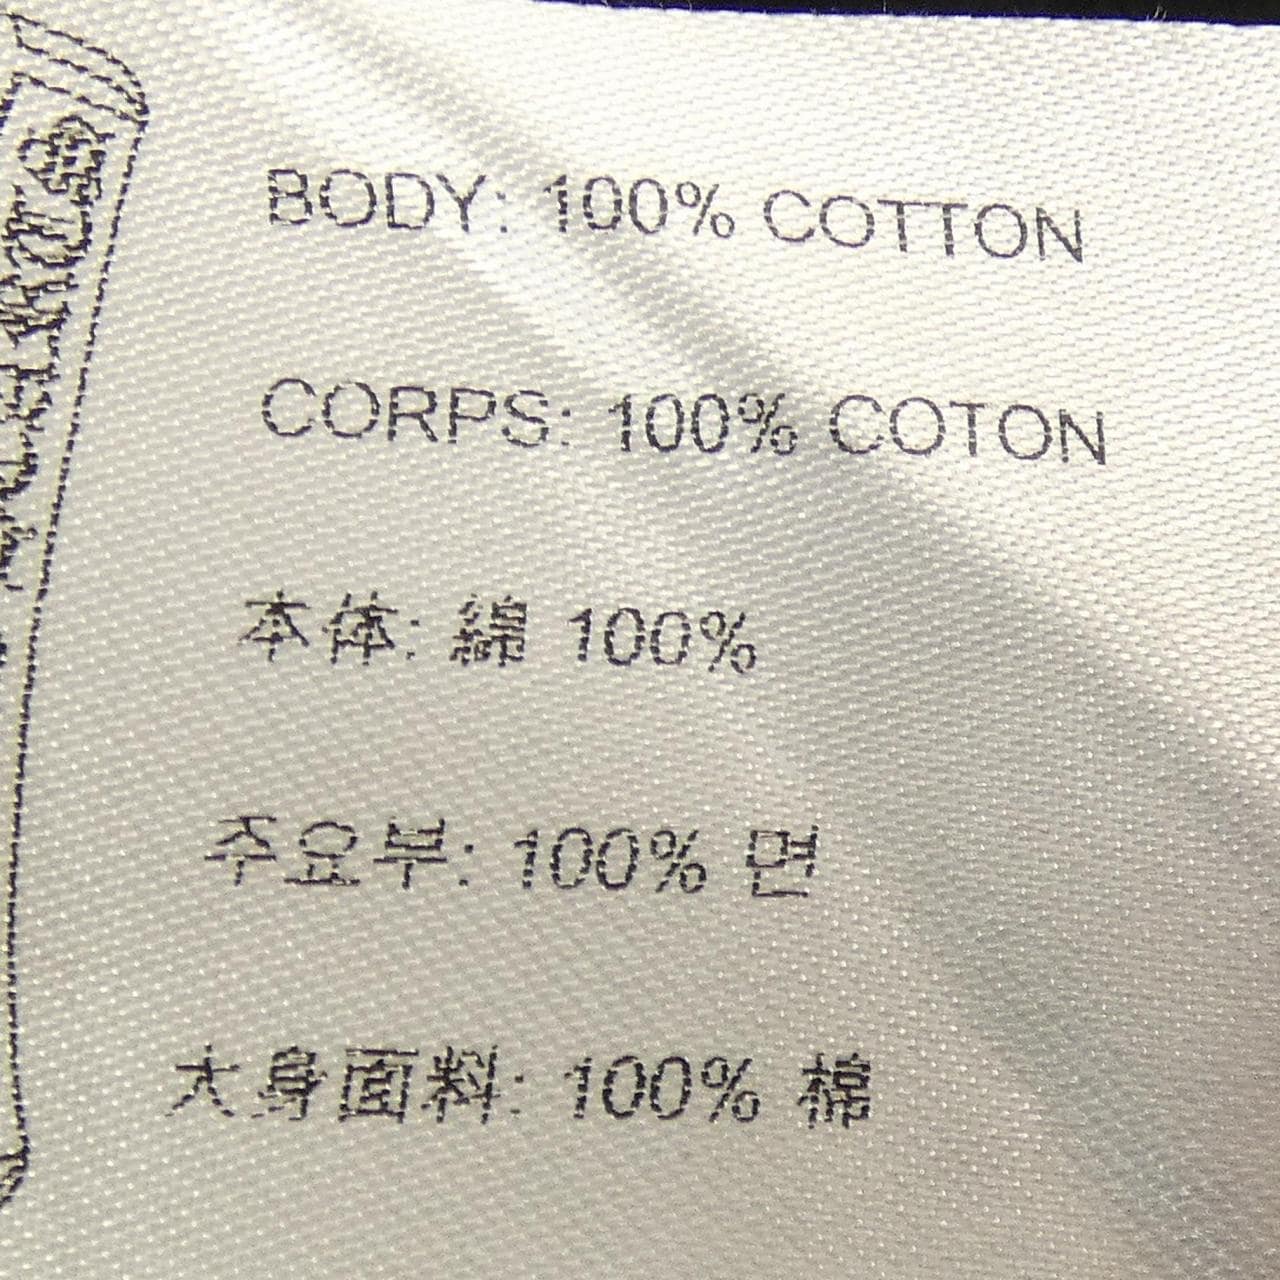 BODY: 100% COTTON
CORPS: 100% COTON
本体: 綿 100%
주요부: 100% 면
大身面料: 100% 棉